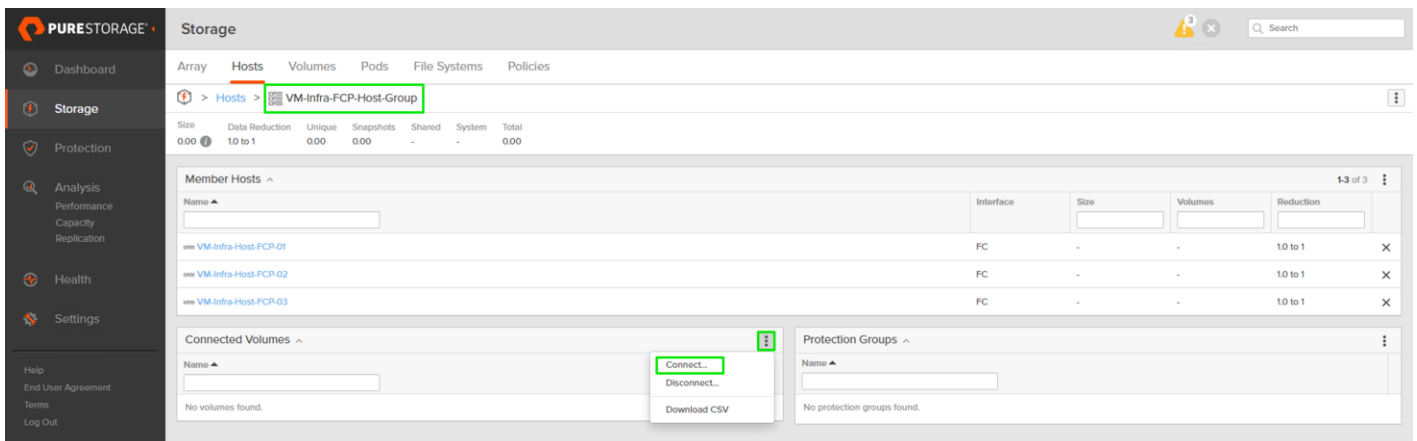 PURESTORAGE®
Storage
3
Search
Dashboard
Storage
Protection
Analysis
Performance
Capacity
Replication
Health
Settings
Help
End User Agreement
Terms
Log Out
Array Hosts Volumes Pods File Systems Policies
> Hosts > VM-Infra-FCP-Host-Group
Size Data Reduction Unique Snapshots Shared System Total
0.00 1.0 to 1 0.00 0.00 - - 0.00
Member Hosts
1-3 of 3
Name Interface Size Volumes Reduction
VM-Infra-Host-FCP-01 FC - - 1.0 to 1
VM-Infra-Host-FCP-02 FC - - 1.0 to 1
VM-Infra-Host-FCP-03 FC - - 1.0 to 1
Connected Volumes
Name
No volumes found.
Connect...
Disconnect...
Download CSV
Protection Groups
Name
No protection groups found.